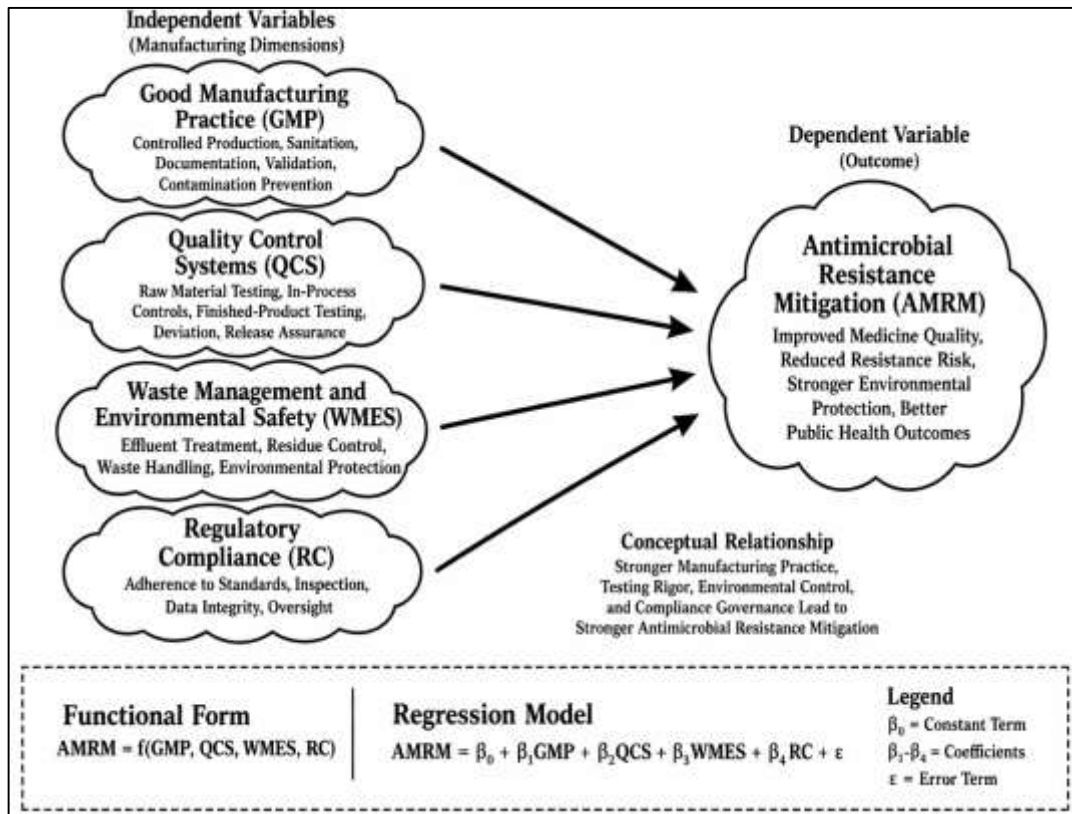 Independent Variables
(Manufacturing Dimensions)
Good Manufacturing
Practice (GMP)
Controlled Production, Sanitation,
Documentation, Validation,
Contamination Prevention
Quality Control
Systems (QCS)
Raw Material Testing, In-Process
Controls, Finished-Product Testing,
Deviation, Release Assurance
Waste Management and
Environmental Safety (WMES)
Effluent Treatment, Residue Control,
Waste Handling, Environmental Protection
Regulatory
Compliance (RC)
Adherence to Standards, Inspection,
Data Integrity, Oversight
Dependent Variable
(Outcome)
Antimicrobial
Resistance
Mitigation (AMRM)
Improved Medicine Quality,
Reduced Resistance Risk,
Stronger Environmental
Protection, Better
Public Health Outcomes
Conceptual Relationship
Stronger Manufacturing Practice,
Testing Rigor, Environmental Control,
and Compliance Governance Lead to
Stronger Antimicrobial Resistance Mitigation
Functional Form
AMRM = f(GMP, QCS, WMES, RC)
Regression Model
AMRM = β₀ + β₁GMP + β₂QCS + β₃WMES + β₄RC + ε
Legend
β₀ = Constant Term
β₁-β₄ = Coefficients
ε = Error Term